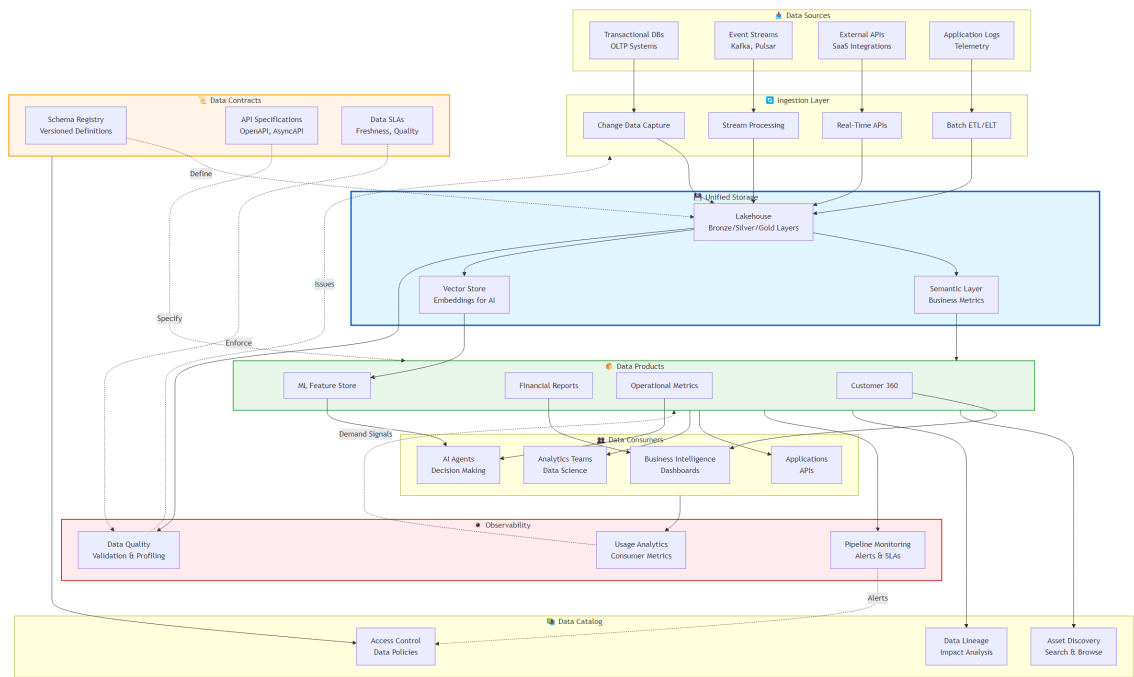 Data Sources
Transactional DBs
OLTP Systems
Event Streams
Kafka, Pulsar
External APIs
SaaS Integrations
Application Logs
Telemetry
Data Contracts
Schema Registry
Versioned Definitions
API Specifications
OpenAPI, AsyncAPI
Data SLAs
Freshness, Quality
Ingestion Layer
Change Data Capture
Stream Processing
Real-Time APIs
Batch ETL/ELT
Define
Unified Storage
Lakehouse
Bronze/Silver/Gold Layers
Issues
Vector Store
Embeddings for AI
Semantic Layer
Business Metrics
Specify
Enforce
Data Products
ML Feature Store
Financial Reports
Operational Metrics
Customer 360
Demand Signals
Data Consumers
AI Agents
Decision Making
Analytics Teams
Data Science
Business Intelligence
Dashboards
Applications
APIs
Observability
Data Quality
Validation & Profiling
Usage Analytics
Consumer Metrics
Pipeline Monitoring
Alerts & SLAs
Alerts
Data Catalog
Access Control
Data Policies
Data Lineage
Impact Analysis
Asset Discovery
Search & Browse